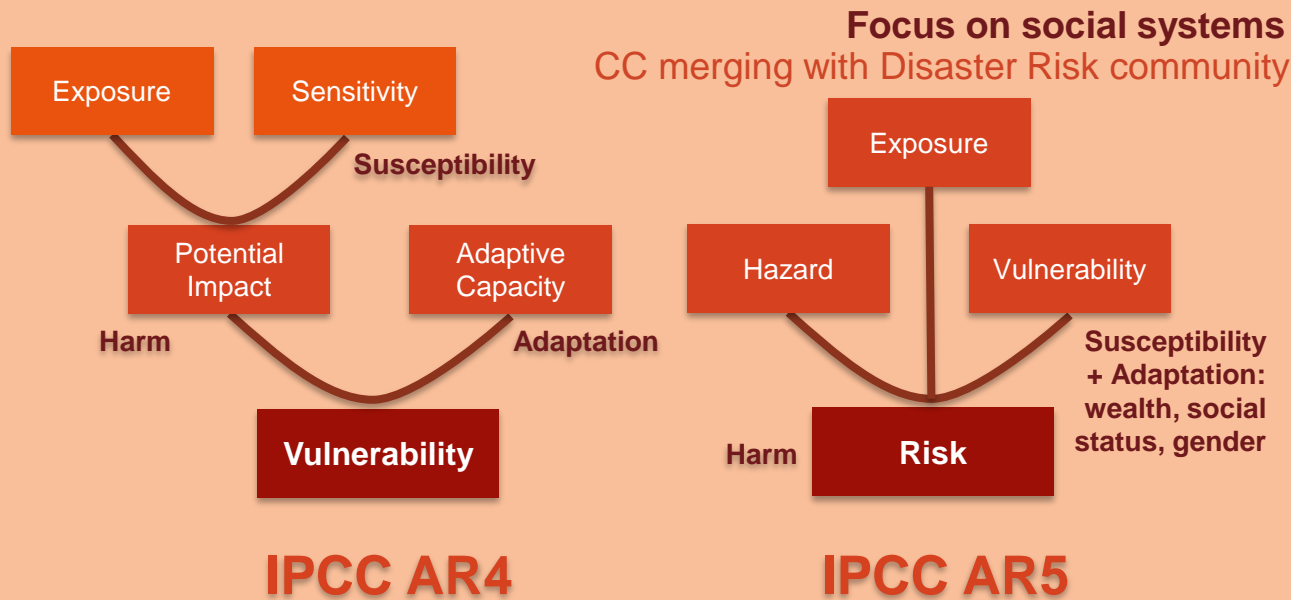 Focus on social systems
CC merging with Disaster Risk community
Exposure
Sensitivity
Susceptibility
Potential
Impact
Adaptive
Capacity
Harm
Adaptation
Vulnerability
IPCC AR4
Exposure
Hazard
Vulnerability
Susceptibility
+ Adaptation:
wealth, social
status, gender
Harm
Risk
IPCC AR5